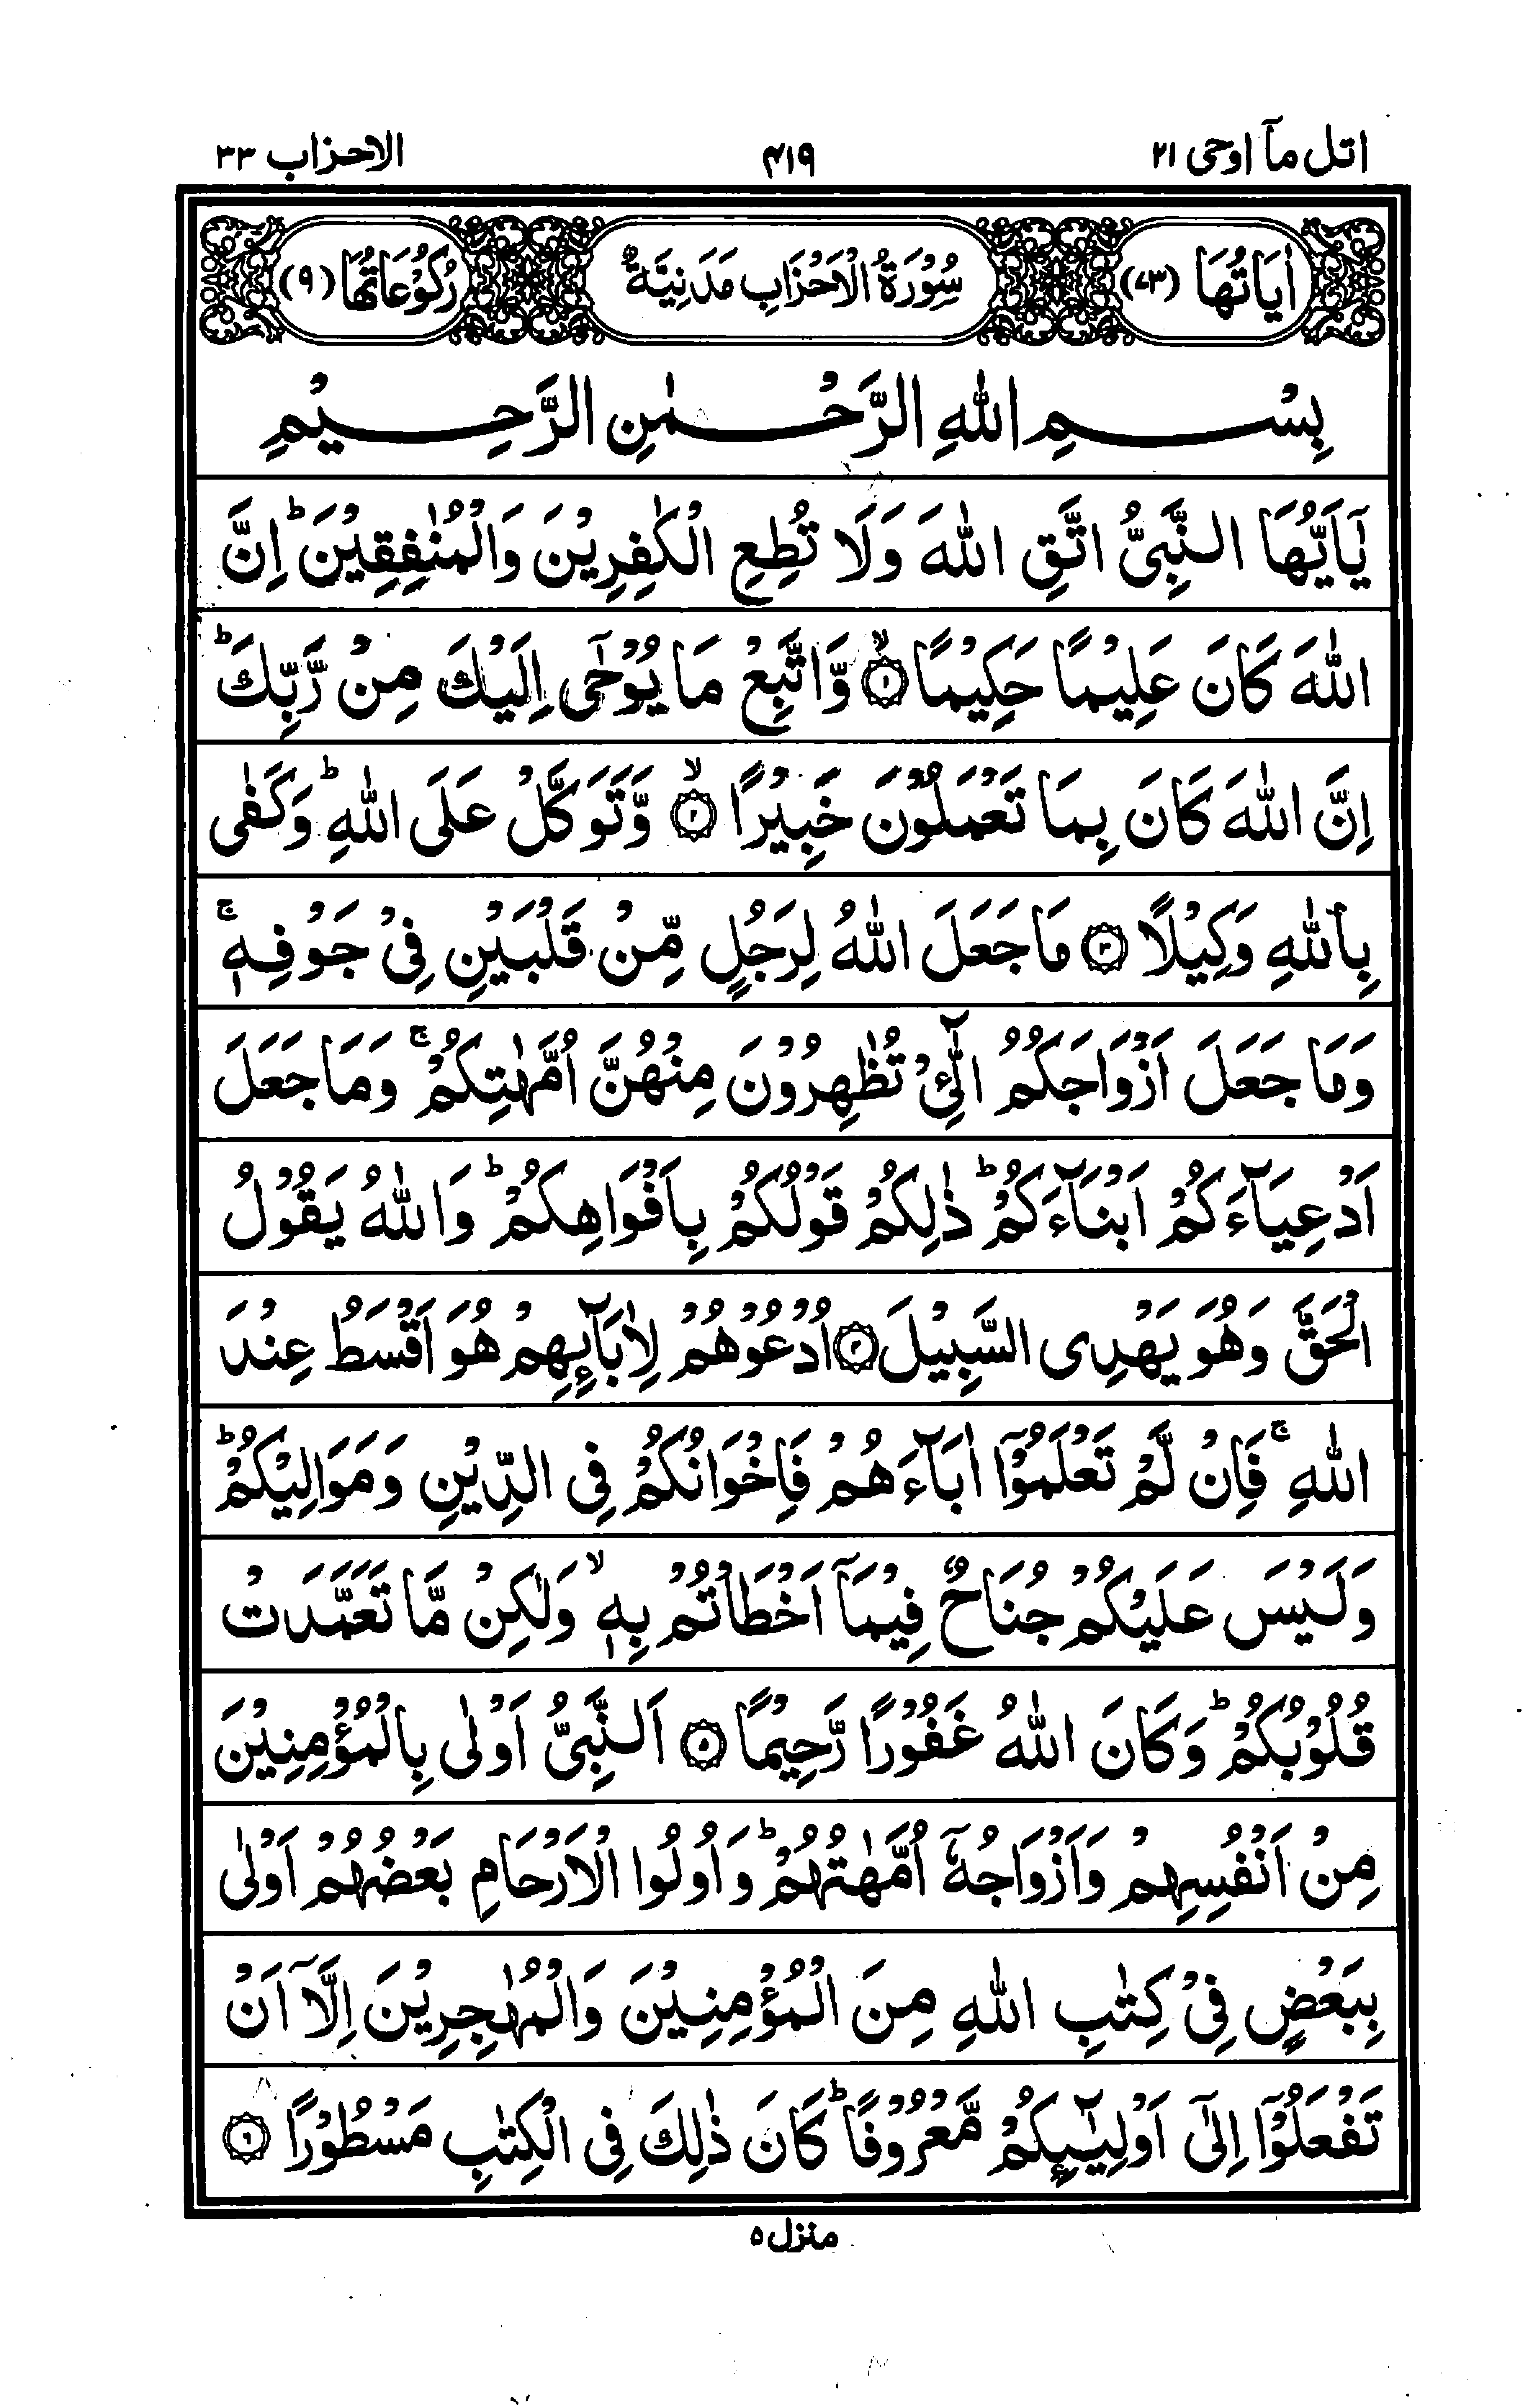 اتل مآ اوحی ۲۱
۴۱۹
الاحزاب ۳۳
اٰيَاتُهَا (۷۳)
سُوْرَةُ الْاَحْزَابِ مَدَنِيَّةٌ
رُكُوْعَاتُهَا (۹)
بِسْمِ اللّٰهِ الرَّحْمٰنِ الرَّحِيْمِ
يٰۤاَيُّهَا النَّبِىُّ اتَّقِ اللّٰهَ وَلَا تُطِعِ الْكٰفِرِيْنَ وَالْمُنٰفِقِيْنَ ؕ اِنَّ
اللّٰهَ كَانَ عَلِيْمًا حَكِيْمًا ۙ‏﴿۱﴾ وَّاتَّبِعْ مَا يُوْحٰٓى اِلَيْكَ مِنْ رَّبِّكَ ؕ
اِنَّ اللّٰهَ كَانَ بِمَا تَعْمَلُوْنَ خَبِيْرًا ۙ‏﴿۲﴾ وَّتَوَكَّلْ عَلَى اللّٰهِ ؕ وَكَفٰى
بِاللّٰهِ وَكِيْلًا ﴿۳﴾ مَا جَعَلَ اللّٰهُ لِرَجُلٍ مِّنْ قَلْبَيْنِ فِىْ جَوْفِهٖ ۚ
وَمَا جَعَلَ اَزْوَاجَكُمُ الّٰٓـئِْ تُظٰهِرُوْنَ مِنْهُنَّ اُمَّهٰتِكُمْ ۚ وَمَا جَعَلَ
اَدْعِيَآءَكُمْ اَبْنَآءَكُمْ ؕ ذٰلِكُمْ قَوْلُكُمْ بِاَفْوَاهِكُمْ ؕ وَاللّٰهُ يَقُوْلُ
الْحَقَّ وَهُوَ يَهْدِى السَّبِيْلَ ﴿۴﴾ اُدْعُوْهُمْ لِاٰبَآئِهِمْ هُوَ اَقْسَطُ عِنْدَ
اللّٰهِ ۚ فَاِنْ لَّمْ تَعْلَمُوْۤا اٰبَآءَهُمْ فَاِخْوَانُكُمْ فِى الدِّيْنِ وَمَوَالِيْكُمْ ؕ
وَلَيْسَ عَلَيْكُمْ جُنَاحٌ فِيْمَاۤ اَخْطَاْتُمْ بِهٖ ۙ وَلٰكِنْ مَّا تَعَمَّدَتْ
قُلُوْبُكُمْ ؕ وَكَانَ اللّٰهُ غَفُوْرًا رَّحِيْمًا ﴿۵﴾ اَلنَّبِىُّ اَوْلٰى بِالْمُؤْمِنِيْنَ
مِنْ اَنْفُسِهِمْ وَاَزْوَاجُهٗۤ اُمَّهٰتُهُمْ ؕ وَاُولُوا الْاَرْحَامِ بَعْضُهُمْ اَوْلٰى
بِبَعْضٍ فِىْ كِتٰبِ اللّٰهِ مِنَ الْمُؤْمِنِيْنَ وَالْمُهٰجِرِيْنَ اِلَّاۤ اَنْ
تَفْعَلُوْۤا اِلٰٓى اَوْلِيٰٓئِكُمْ مَّعْرُوْفًا ؕ كَانَ ذٰلِكَ فِى الْكِتٰبِ مَسْطُوْرًا ﴿۶﴾
منزل ۵